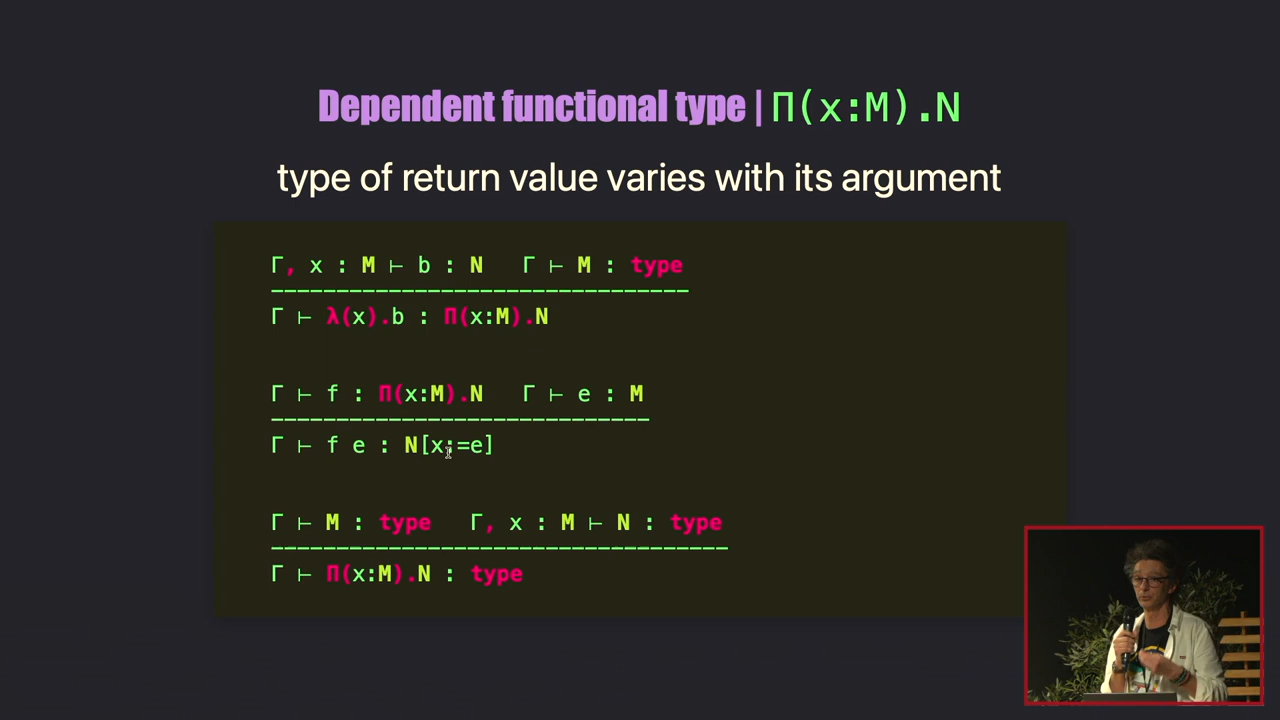 Dependent functional type | Π(x:M).N
type of return value varies with its argument
Γ, x : M ⊢ b : N   Γ ⊢ M : type
--------------------------------
Γ ⊢ λ(x).b : Π(x:M).N
Γ ⊢ f : Π(x:M).N   Γ ⊢ e : M
-----------------------------
Γ ⊢ f e : N[x:=e]
Γ ⊢ M : type   Γ, x : M ⊢ N : type
-----------------------------------
Γ ⊢ Π(x:M).N : type